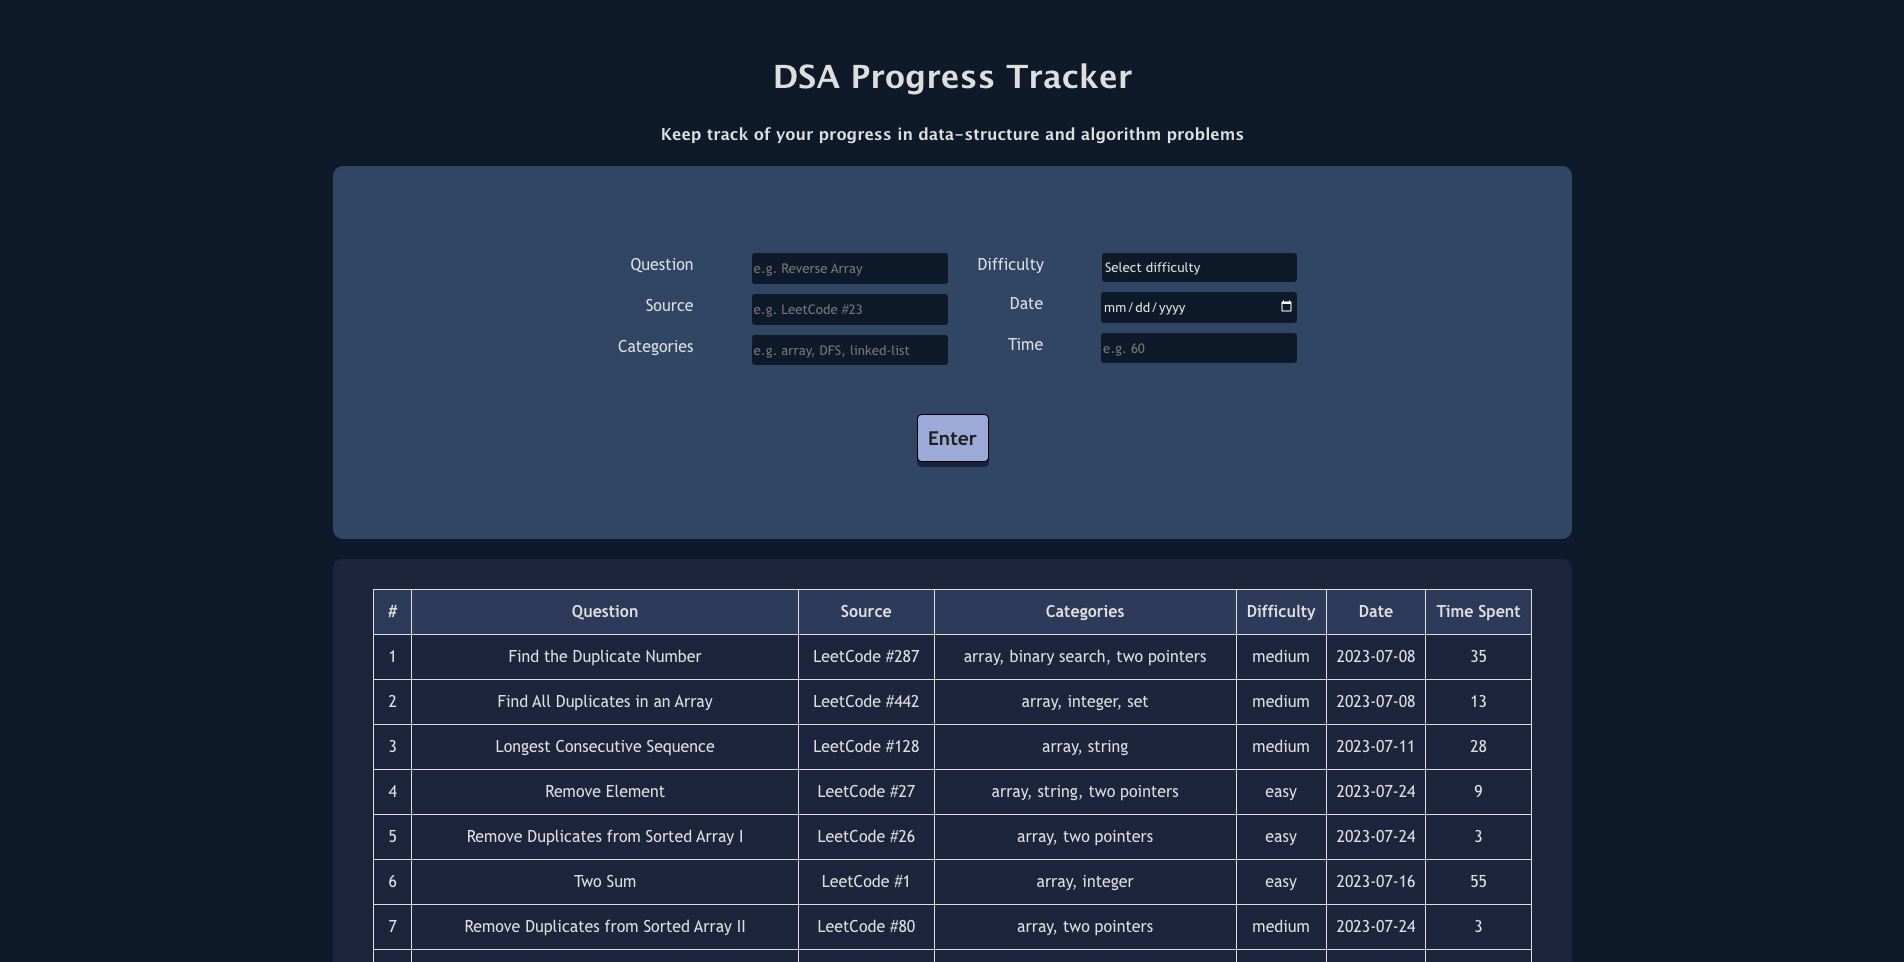 DSA Progress Tracker
Keep track of your progress in data-structure and algorithm problems
Question e.g. Reverse Array Difficulty Select difficulty
Source e.g. LeetCode #23 Date mm/dd/yyyy
Categories e.g. array, DFS, linked-list Time e.g. 60
Enter
# Question Source Categories Difficulty Date Time Spent
1 Find the Duplicate Number LeetCode #287 array, binary search, two pointers medium 2023-07-08 35
2 Find All Duplicates in an Array LeetCode #442 array, integer, set medium 2023-07-08 13
3 Longest Consecutive Sequence LeetCode #128 array, string medium 2023-07-11 28
4 Remove Element LeetCode #27 array, string, two pointers easy 2023-07-24 9
5 Remove Duplicates from Sorted Array I LeetCode #26 array, two pointers easy 2023-07-24 3
6 Two Sum LeetCode #1 array, integer easy 2023-07-16 55
7 Remove Duplicates from Sorted Array II LeetCode #80 array, two pointers medium 2023-07-24 3